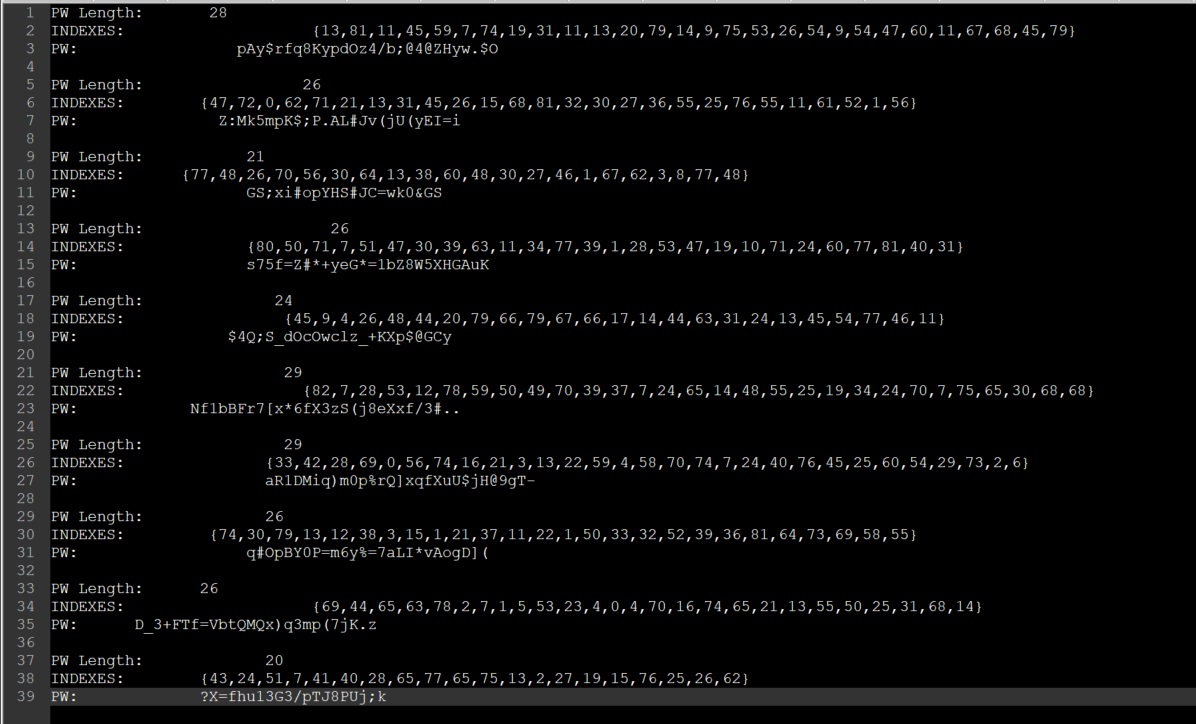 1 PW Length: 28
2 INDEXES: {13,81,11,45,59,7,74,19,31,11,13,20,79,14,9,75,53,26,54,9,54,47,60,11,67,68,45,79}
3 PW: pAy$rfq8KypdOz4/b;@4@ZHyw.$O
4
5 PW Length: 26
6 INDEXES: {47,72,0,62,71,21,13,31,45,26,15,68,81,32,30,27,36,55,25,76,55,11,61,52,1,56}
7 PW: Z:Mk5mpK$;P.AL#Jv(jU(yEI=i
8
9 PW Length: 21
10 INDEXES: {77,48,26,70,56,30,64,13,38,60,48,30,27,46,1,67,62,3,8,77,48}
11 PW: GS;xi#opYHS#JC=wk0&GS
12
13 PW Length: 26
14 INDEXES: {80,50,71,7,51,47,30,39,63,11,34,77,39,1,28,53,47,19,10,71,24,60,77,81,40,31}
15 PW: s75f=Z#*+yeG*=1bZ8W5XHGAuK
16
17 PW Length: 24
18 INDEXES: {45,9,4,26,48,44,20,79,66,79,67,66,17,14,44,63,31,24,13,45,54,77,46,11}
19 PW: $4Q;S_dOcOwclz_+KXp$@GCy
20
21 PW Length: 29
22 INDEXES: {82,7,28,53,12,78,59,50,49,70,39,37,7,24,65,14,48,55,25,19,34,24,70,7,75,65,30,68,68}
23 PW: Nf1bBFr7[x*6fX3zS(j8eXxf/3#..
24
25 PW Length: 29
26 INDEXES: {33,42,28,69,0,56,74,16,21,3,13,22,59,4,58,70,74,7,24,40,76,45,25,60,54,29,73,2,6}
27 PW: aR1DMiq)m0p%rQ]xqfXuU$jH@9gT-
28
29 PW Length: 26
30 INDEXES: {74,30,79,13,12,38,3,15,1,21,37,11,22,1,50,33,32,52,39,36,81,64,73,69,58,55}
31 PW: q#OpBY0P=m6y%=7aLI*vAogD](
32
33 PW Length: 26
34 INDEXES: {69,44,65,63,78,2,7,1,5,53,23,4,0,4,70,16,74,65,21,13,55,50,25,31,68,14}
35 PW: D_3+FTf=VbtQMQx)q3mp(7jK.z
36
37 PW Length: 20
38 INDEXES: {43,24,51,7,41,40,28,65,77,65,75,13,2,27,19,15,76,25,26,62}
39 PW: ?X=fhu13G3/pTJ8PUj;k